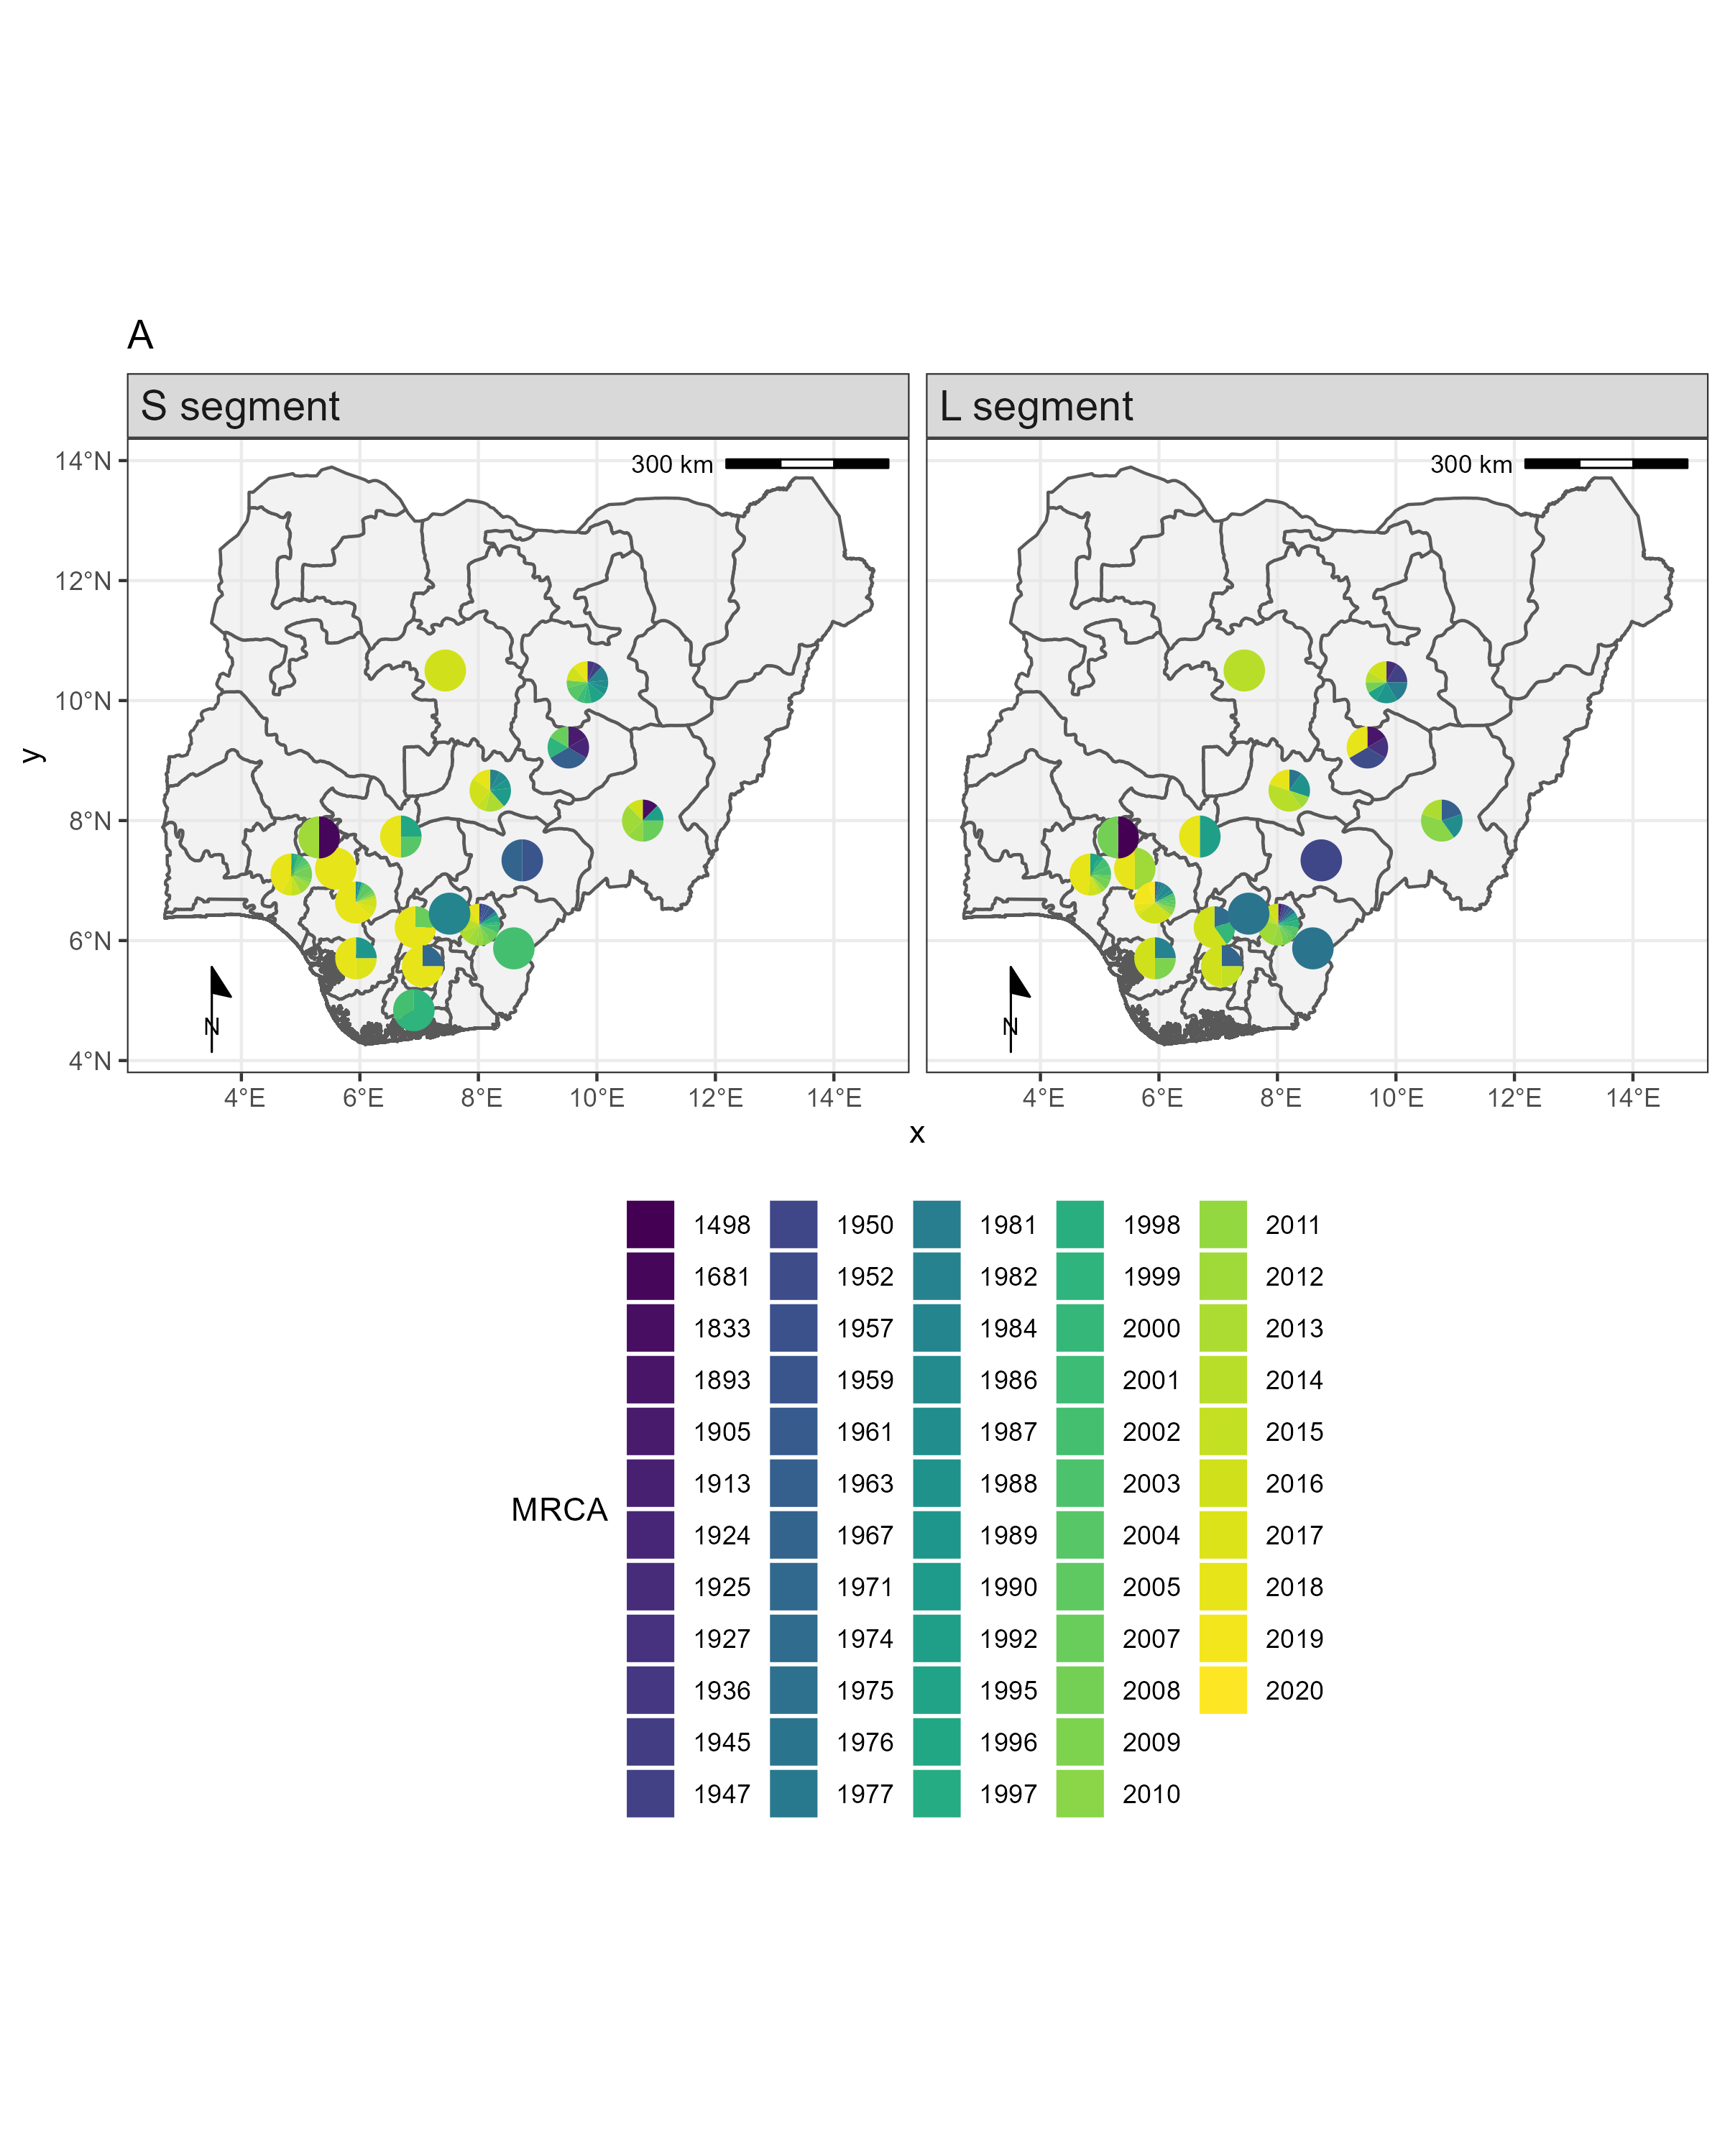 A
S segment
L segment
300 km
300 km
14°N
12°N
10°N
8°N
6°N
4°N
y
N
N
4°E 6°E 8°E 10°E 12°E 14°E
4°E 6°E 8°E 10°E 12°E 14°E
x
MRCA
1498 1950 1981 1998 2011
1681 1952 1982 1999 2012
1833 1957 1984 2000 2013
1893 1959 1986 2001 2014
1905 1961 1987 2002 2015
1913 1963 1988 2003 2016
1924 1967 1989 2004 2017
1925 1971 1990 2005 2018
1927 1974 1992 2007 2019
1936 1975 1995 2008 2020
1945 1976 1996 2009
1947 1977 1997 2010